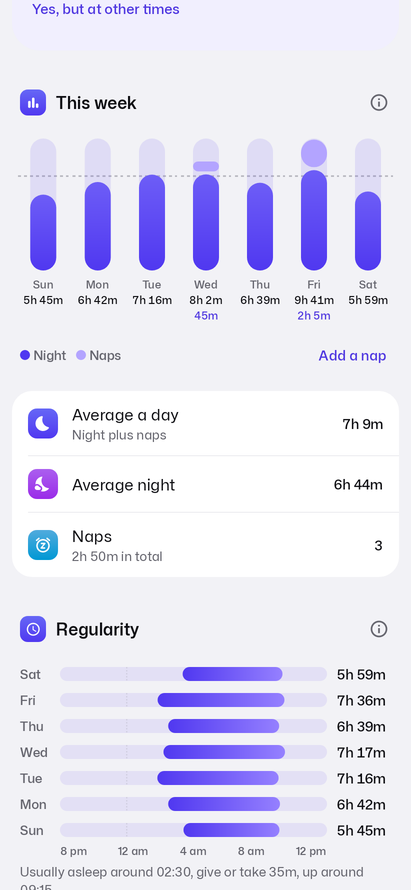 Yes, but at other times
This week
Sun Mon Tue Wed Thu Fri Sat
5h 45m 6h 42m 7h 16m 8h 2m 6h 39m 9h 41m 5h 59m
45m 2h 5m
Night Naps Add a nap
Average a day
Night plus naps
7h 9m
Average night 6h 44m
Naps
2h 50m in total
3
Regularity
Sat 5h 59m
Fri 7h 36m
Thu 6h 39m
Wed 7h 17m
Tue 7h 16m
Mon 6h 42m
Sun 5h 45m
8 pm 12 am 4 am 8 am 12 pm
Usually asleep around 02:30, give or take 35m, up around
09:15